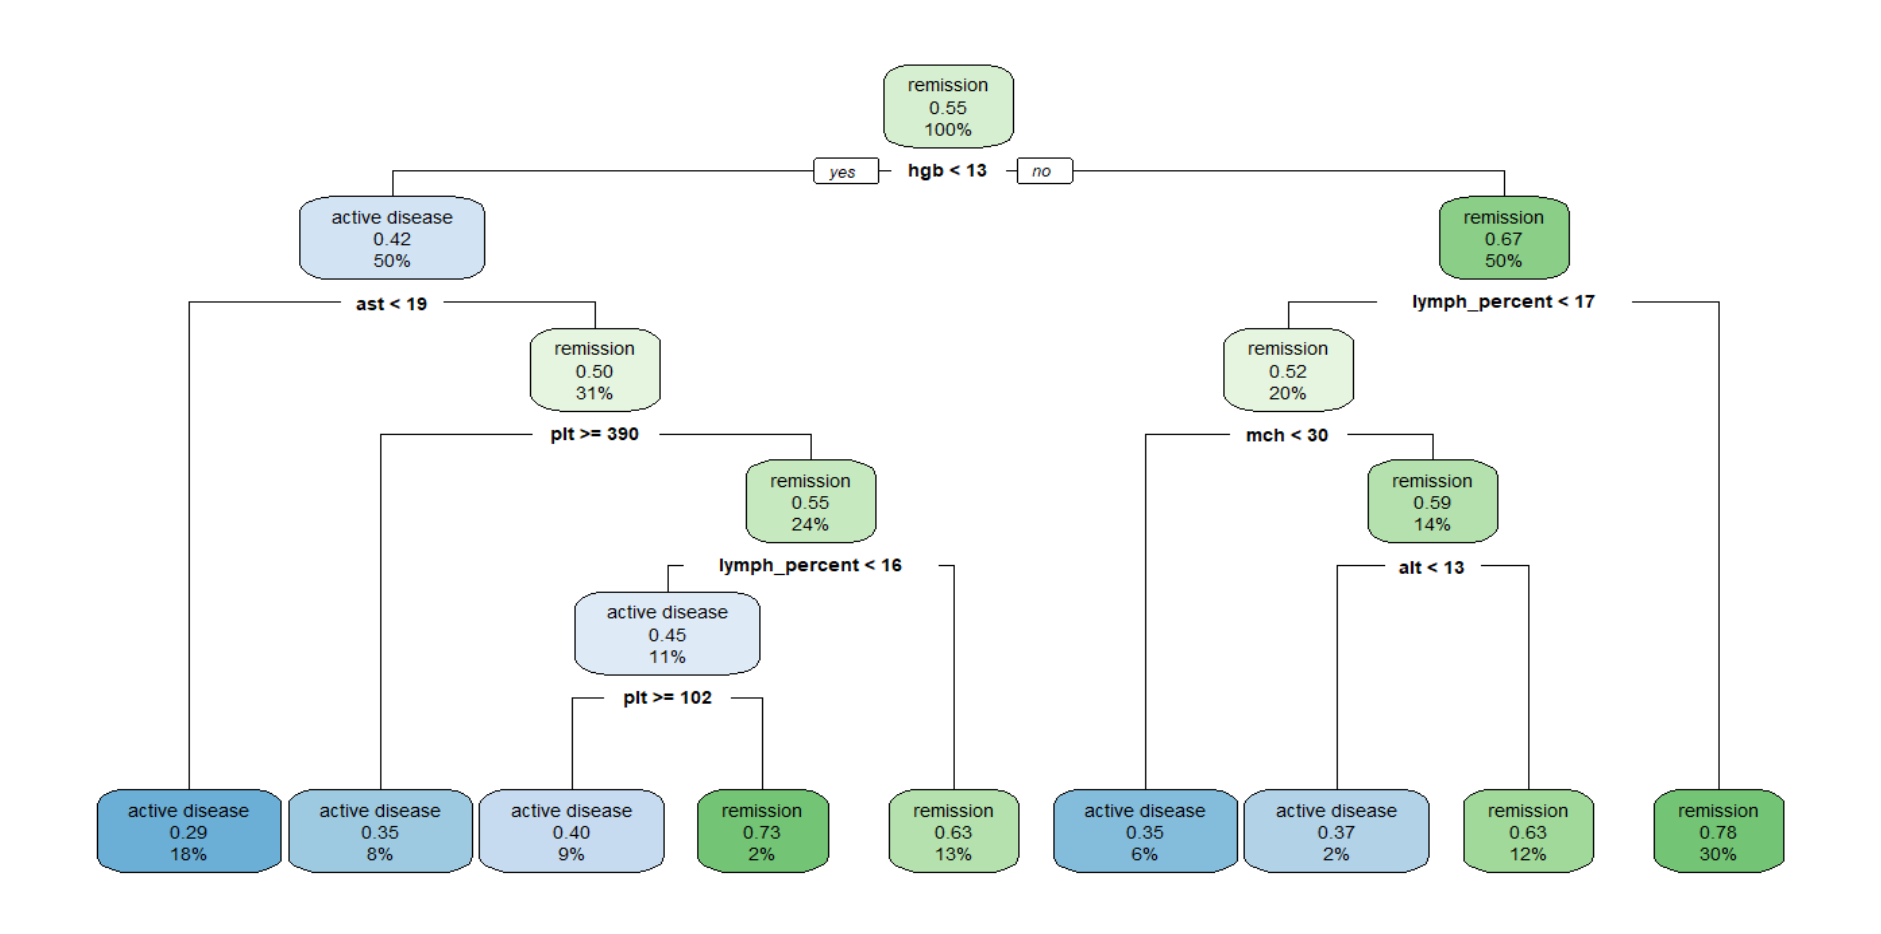 remission
0.55
100%
yes
hgb < 13
no
active disease
0.42
50%
remission
0.67
50%
ast < 19
lymph_percent < 17
remission
0.50
31%
remission
0.52
20%
plt >= 390
mch < 30
remission
0.55
24%
remission
0.59
14%
lymph_percent < 16
alt < 13
active disease
0.45
11%
plt >= 102
active disease
0.29
18%
active disease
0.35
8%
active disease
0.40
9%
remission
0.73
2%
remission
0.63
13%
active disease
0.35
6%
active disease
0.37
2%
remission
0.63
12%
remission
0.78
30%